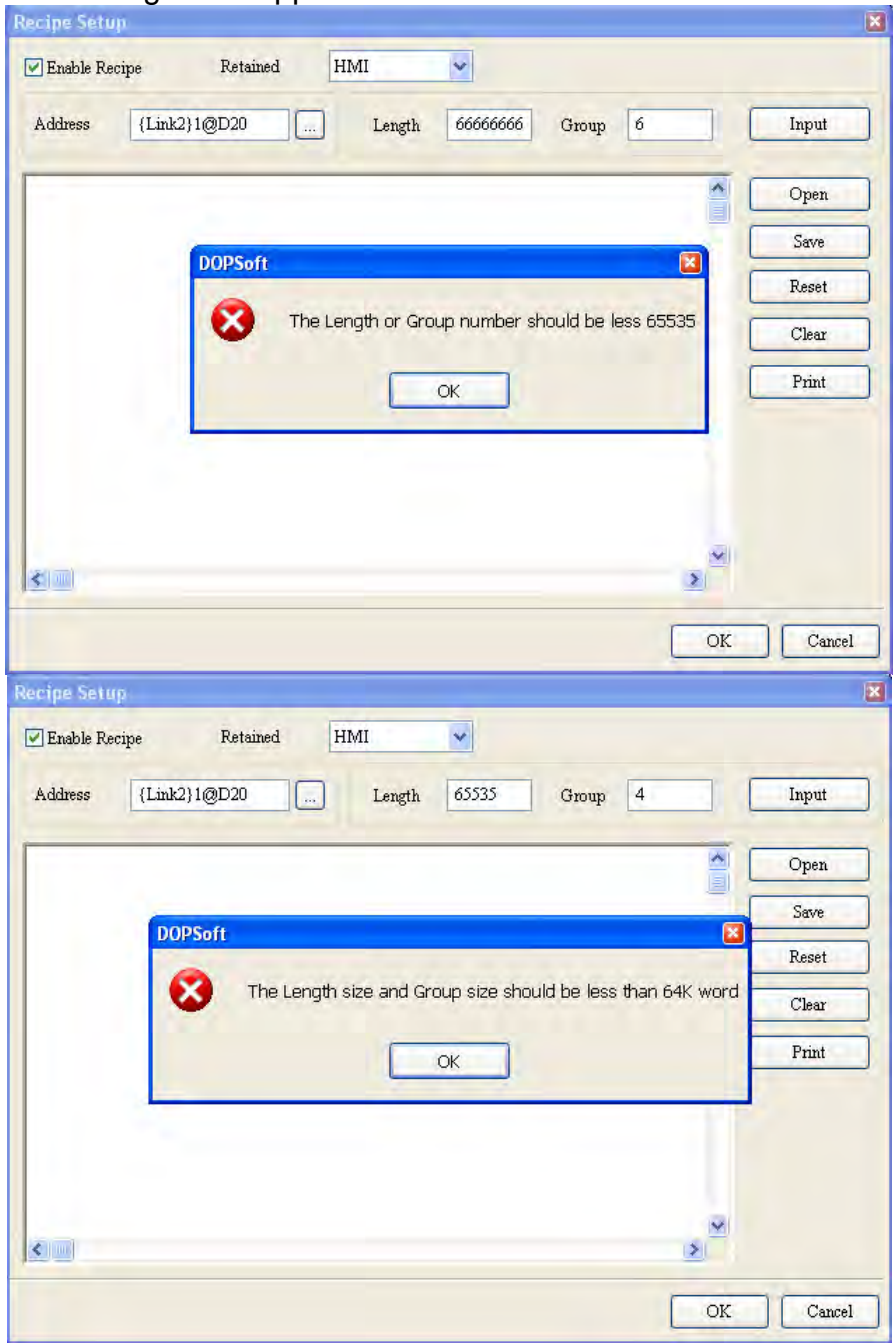 Recipe Setup
Enable Recipe Retained HMI
Address {Link2}1@D20 ... Length 66666666 Group 6 Input
Open
Save
DOPSoft
Reset
The Length or Group number should be less 65535
Clear
Print
OK
OK Cancel
Recipe Setup
Enable Recipe Retained HMI
Address {Link2}1@D20 ... Length 65535 Group 4 Input
Open
Save
DOPSoft
Reset
The Length size and Group size should be less than 64K word
Clear
Print
OK
OK Cancel